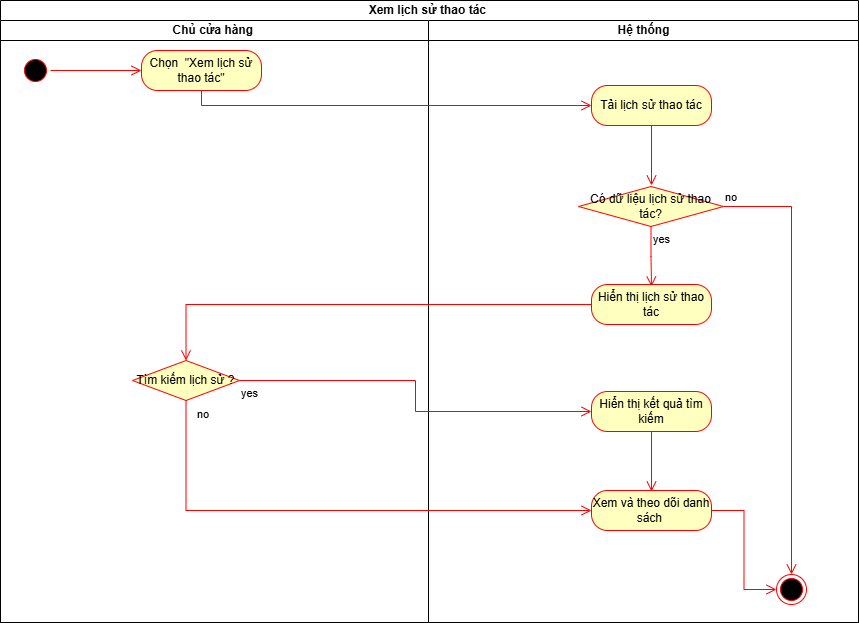 Xem lịch sử thao tác
Chủ cửa hàng
Hệ thống
Chọn "Xem lịch sử
thao tác"
Tải lịch sử thao tác
Có dữ liệu lịch sử thao
tác?
no
yes
Hiển thị lịch sử thao
tác
Tìm kiếm lịch sử ?
yes
no
Hiển thị kết quả tìm
kiếm
Xem và theo dõi danh
sách